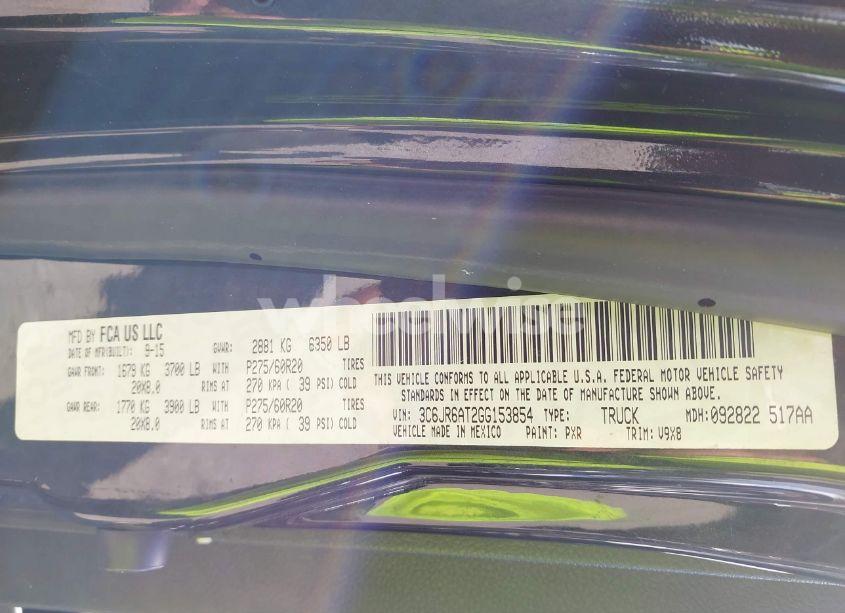 wheelwise
MFD BY FCA US LLC
DATE OF MFR(BUILT): 9-15 GVWR: 2881 KG 6350 LB
GAWR FRONT: 1679 KG 3700 LB WITH P275/60R20 TIRES
20X8.0 RIMS AT 270 KPA ( 39 PSI) COLD
GAWR REAR: 1770 KG 3900 LB WITH P275/60R20 TIRES
20X8.0 RIMS AT 270 KPA ( 39 PSI) COLD
THIS VEHICLE CONFORMS TO ALL APPLICABLE U.S.A. FEDERAL MOTOR VEHICLE SAFETY
STANDARDS IN EFFECT ON THE DATE OF MANUFACTURE SHOWN ABOVE.
VIN: 3C6JR6AT2GG153854 TYPE: TRUCK MDH: 092822 517AA
VEHICLE MADE IN MEXICO PAINT: PXR TRIM: V9X8